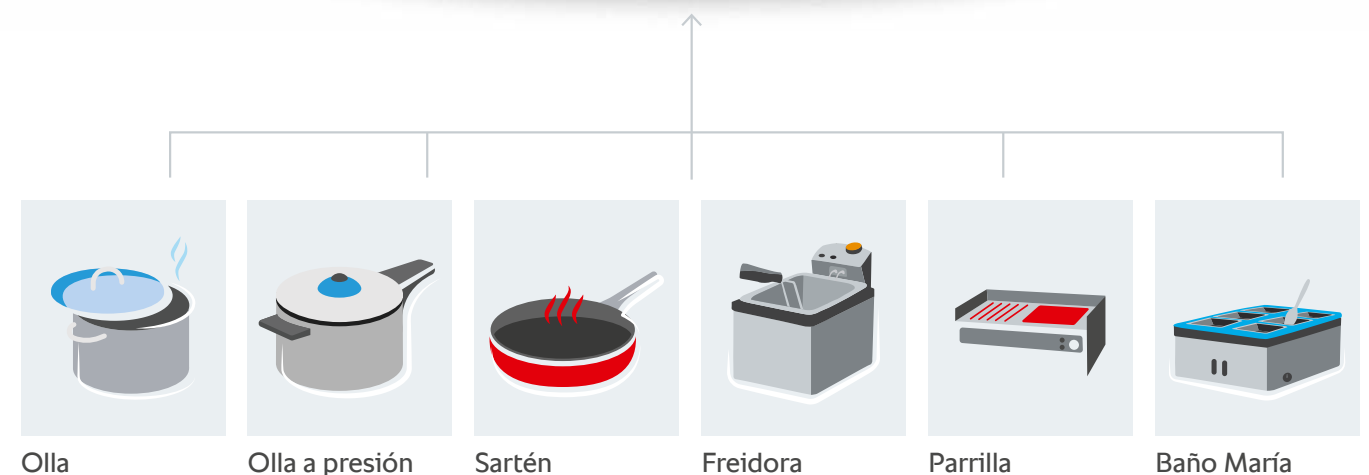 Olla
Olla a presión
Sartén
Freidora
Parrilla
Baño María